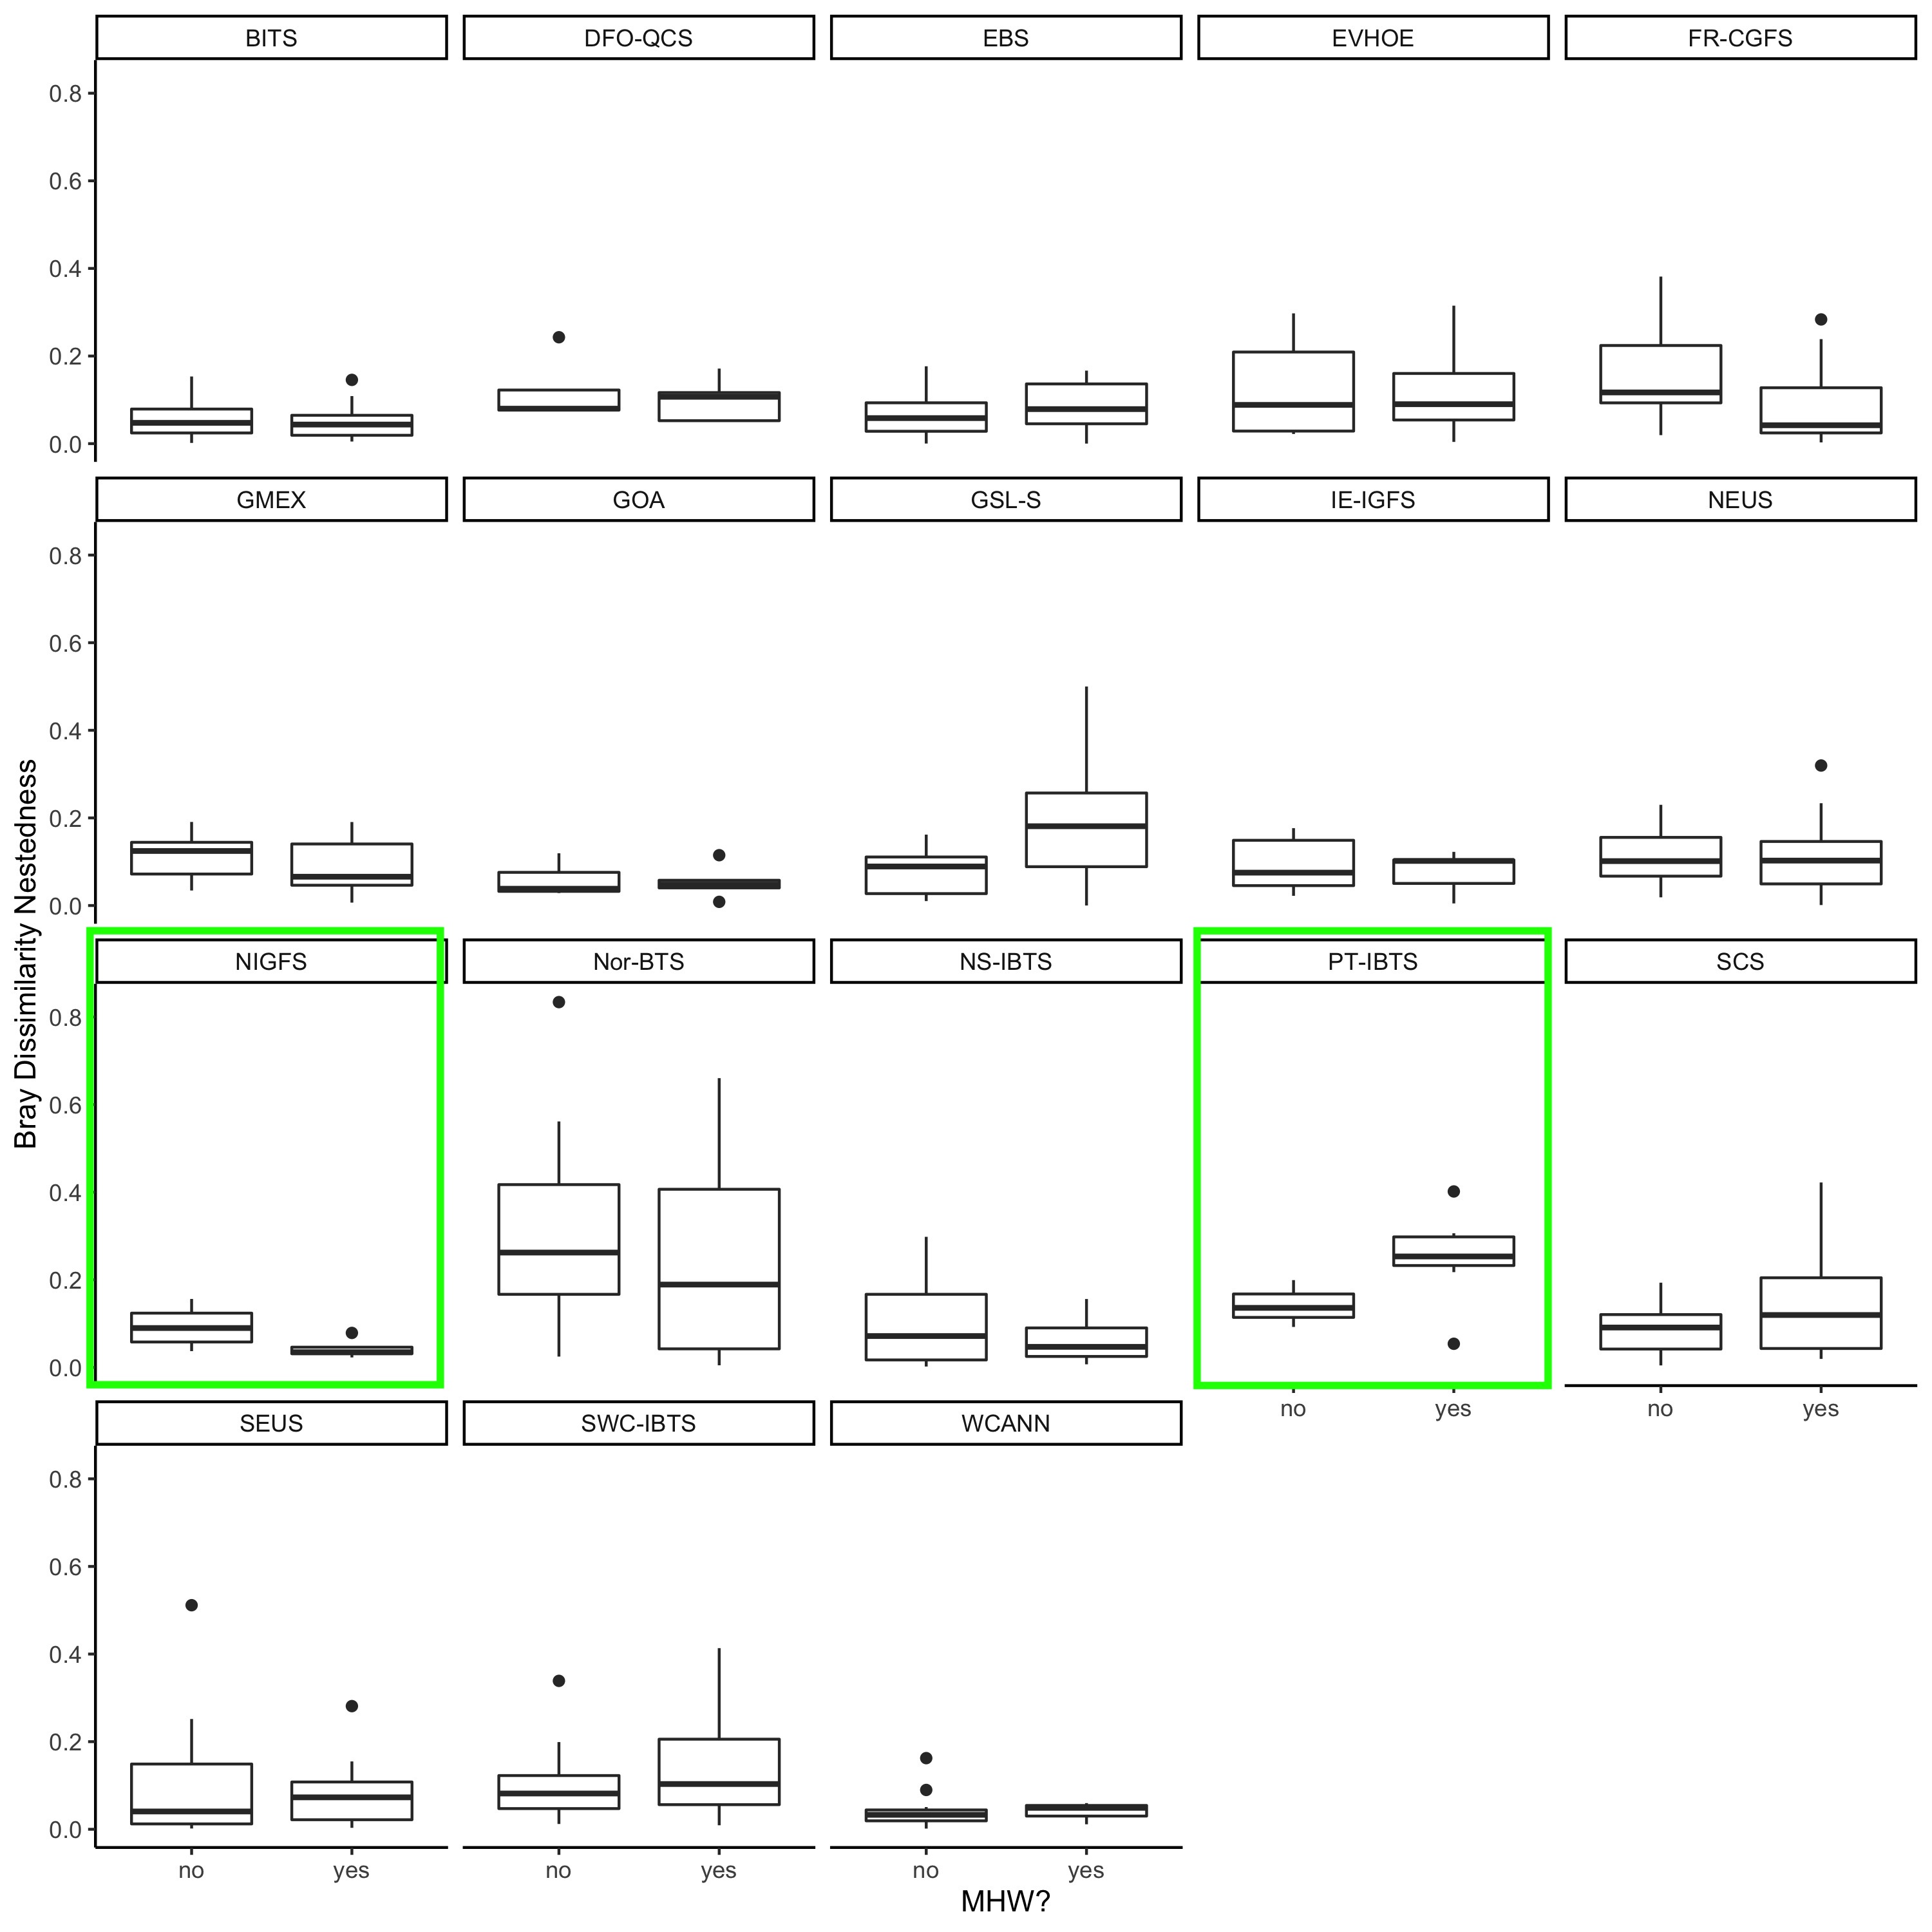 BITS DFO-QCS EBS EVHOE FR-CGFS
0.8
0.6
0.4
0.2
0.0
GMEX GOA GSL-S IE-IGFS NEUS
0.8
0.6
0.4
0.2
0.0
Bray Dissimilarity Nestedness
NIGFS Nor-BTS NS-IBTS PT-IBTS SCS
0.8
0.6
0.4
0.2
0.0
no yes no yes
SEUS SWC-IBTS WCANN
0.8
0.6
0.4
0.2
0.0
no yes no yes no yes
MHW?